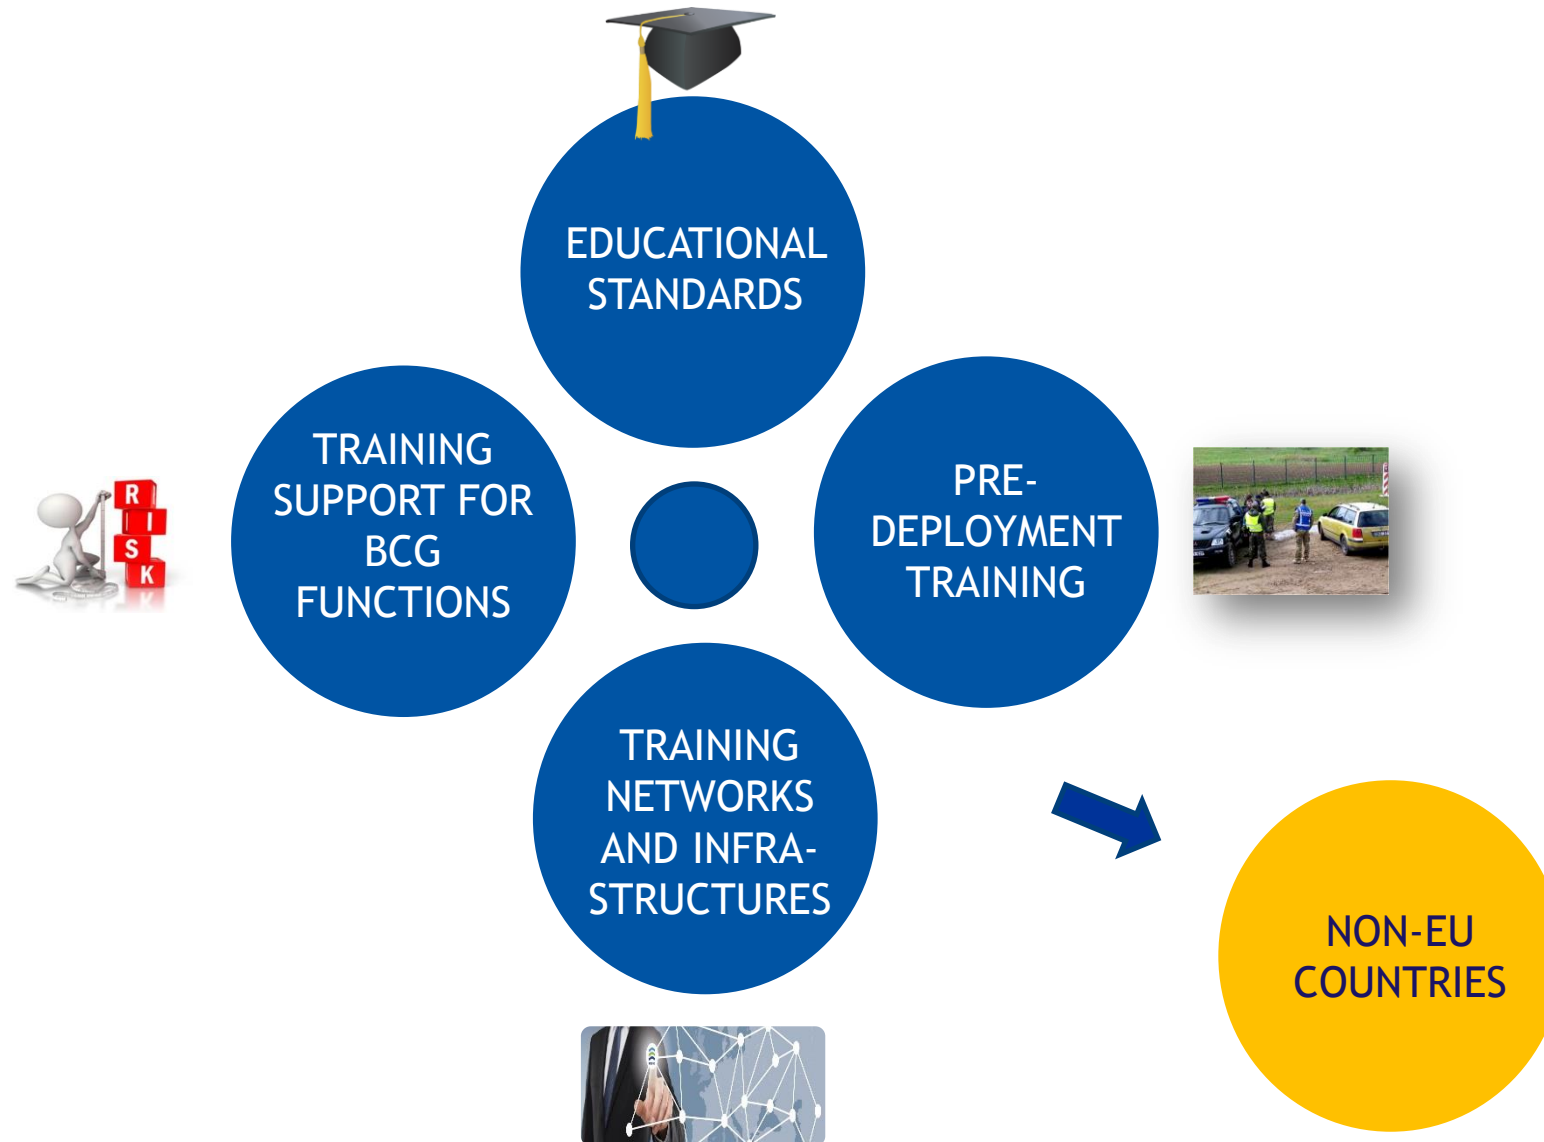 EDUCATIONAL
STANDARDS
TRAINING
SUPPORT FOR
BCG
FUNCTIONS
R
I
S
K
PRE-
DEPLOYMENT
TRAINING
TRAINING
NETWORKS
AND INFRA-
STRUCTURES
NON-EU
COUNTRIES